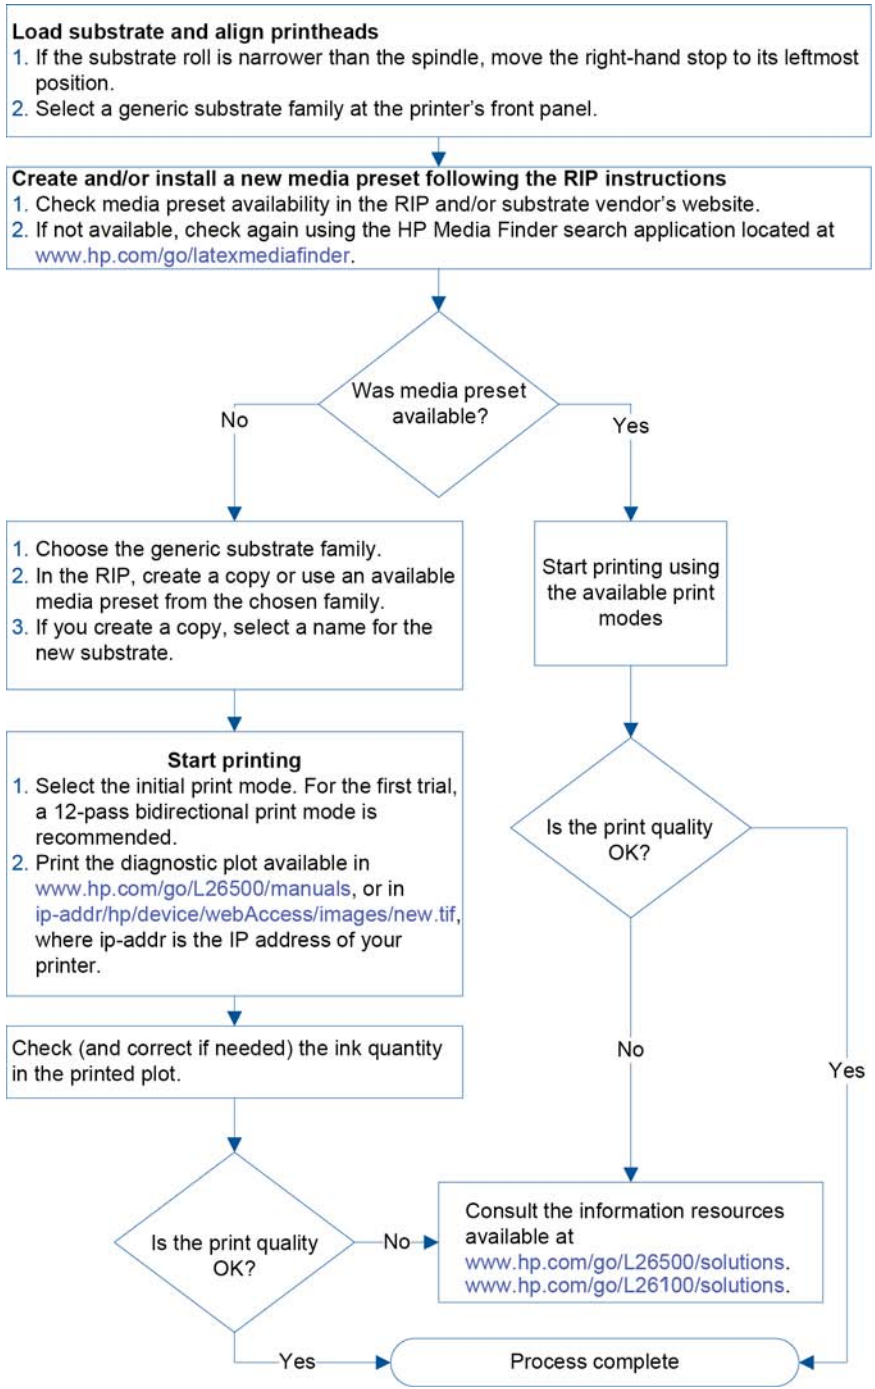 Load substrate and align printheads
1. If the substrate roll is narrower than the spindle, move the right-hand stop to its leftmost
position.
2. Select a generic substrate family at the printer's front panel.
Create and/or install a new media preset following the RIP instructions
1. Check media preset availability in the RIP and/or substrate vendor's website.
2. If not available, check again using the HP Media Finder search application located at
www.hp.com/go/latexmediafinder.
Was media preset
available?
No
Yes
1. Choose the generic substrate family.
2. In the RIP, create a copy or use an available
media preset from the chosen family.
3. If you create a copy, select a name for the
new substrate.
Start printing using
the available print
modes
Start printing
1. Select the initial print mode. For the first trial,
a 12-pass bidirectional print mode is
recommended.
2. Print the diagnostic plot available in
www.hp.com/go/L26500/manuals, or in
ip-addr/hp/device/webAccess/images/new.tif,
where ip-addr is the IP address of your
printer.
Is the print quality
OK?
Check (and correct if needed) the ink quantity
in the printed plot.
No
Yes
Is the print quality
OK?
No
Consult the information resources
available at
www.hp.com/go/L26500/solutions.
www.hp.com/go/L26100/solutions.
Yes
Process complete